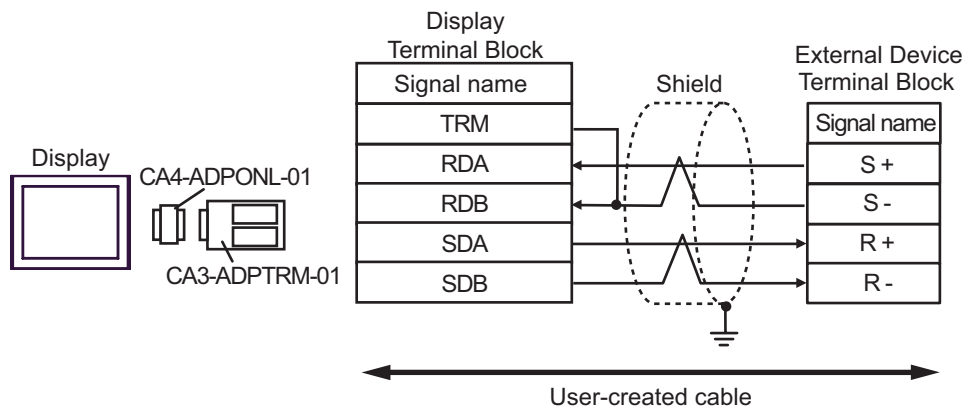 Display
Terminal Block
Signal name
TRM
RDA
RDB
SDA
SDB
Shield
External Device
Terminal Block
Signal name
S +
S -
R +
R -
Display
CA4-ADPONL-01
CA3-ADPTRM-01
User-created cable